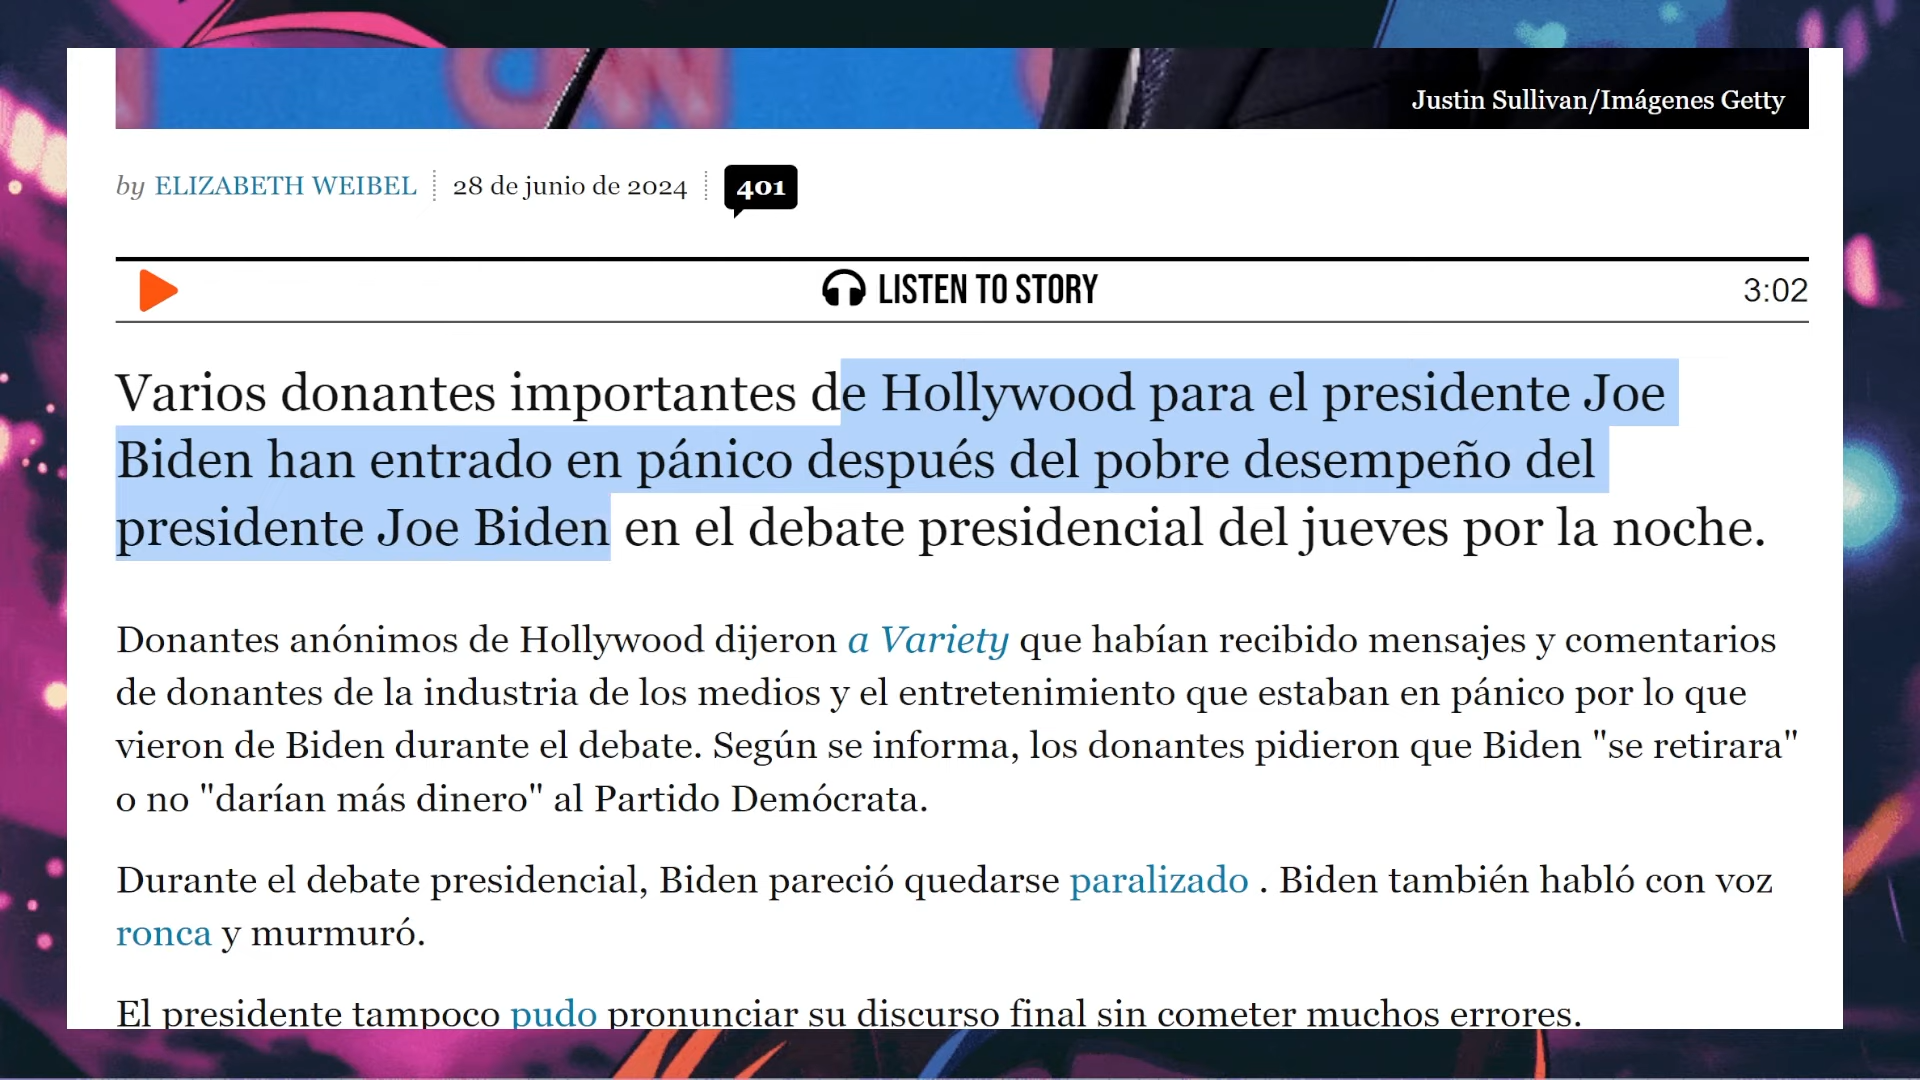 CNN
Justin Sullivan/Imágenes Getty
by ELIZABETH WEIBEL 28 de junio de 2024 401
LISTEN TO STORY 3:02
Varios donantes importantes de Hollywood para el presidente Joe
Biden han entrado en pánico después del pobre desempeño del
presidente Joe Biden en el debate presidencial del jueves por la noche.
Donantes anónimos de Hollywood dijeron a Variety que habían recibido mensajes y comentarios
de donantes de la industria de los medios y el entretenimiento que estaban en pánico por lo que
vieron de Biden durante el debate. Según se informa, los donantes pidieron que Biden "se retirara"
o no "darían más dinero" al Partido Demócrata.
Durante el debate presidencial, Biden pareció quedarse paralizado . Biden también habló con voz
ronca y murmuró.
El presidente tampoco pudo pronunciar su discurso final sin cometer muchos errores.